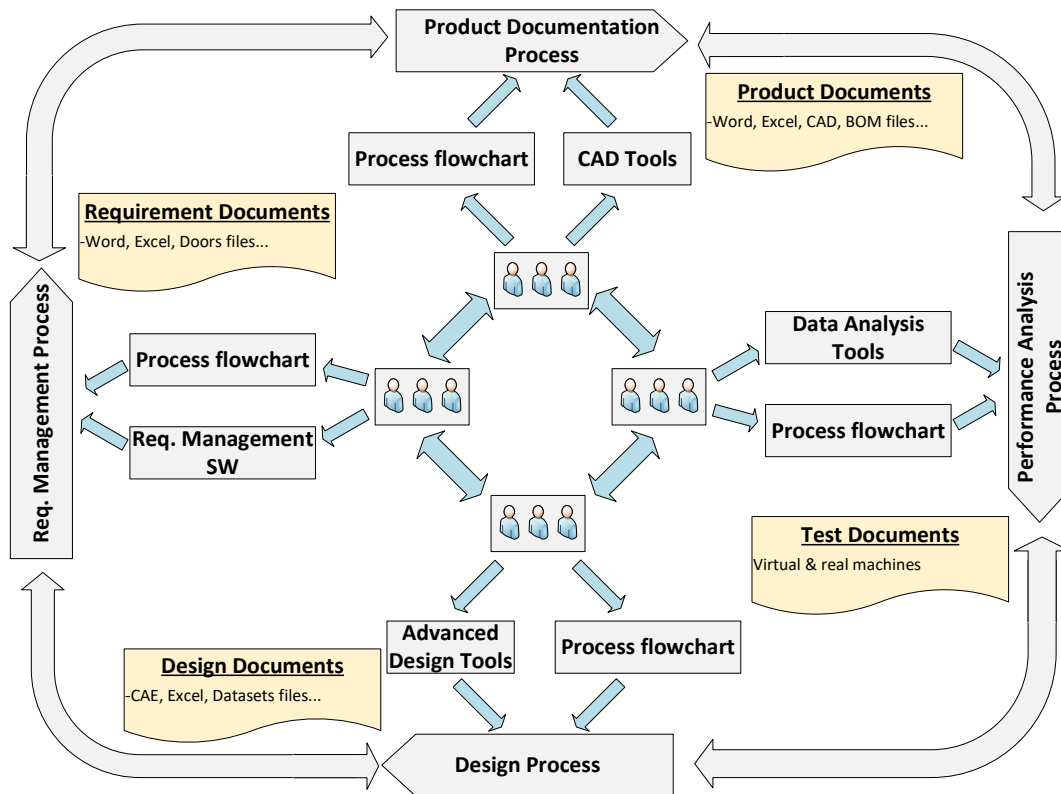 Product Documentation
Process
Product Documents
-Word, Excel, CAD, BOM files...
Process flowchart
CAD Tools
Requirement Documents
-Word, Excel, Doors files...
Req. Management Process
Process flowchart
Req. Management
SW
Data Analysis
Tools
Process flowchart
Performance Analysis
Process
Test Documents
Virtual & real machines
Advanced
Design Tools
Process flowchart
Design Documents
-CAE, Excel, Datasets files...
Design Process